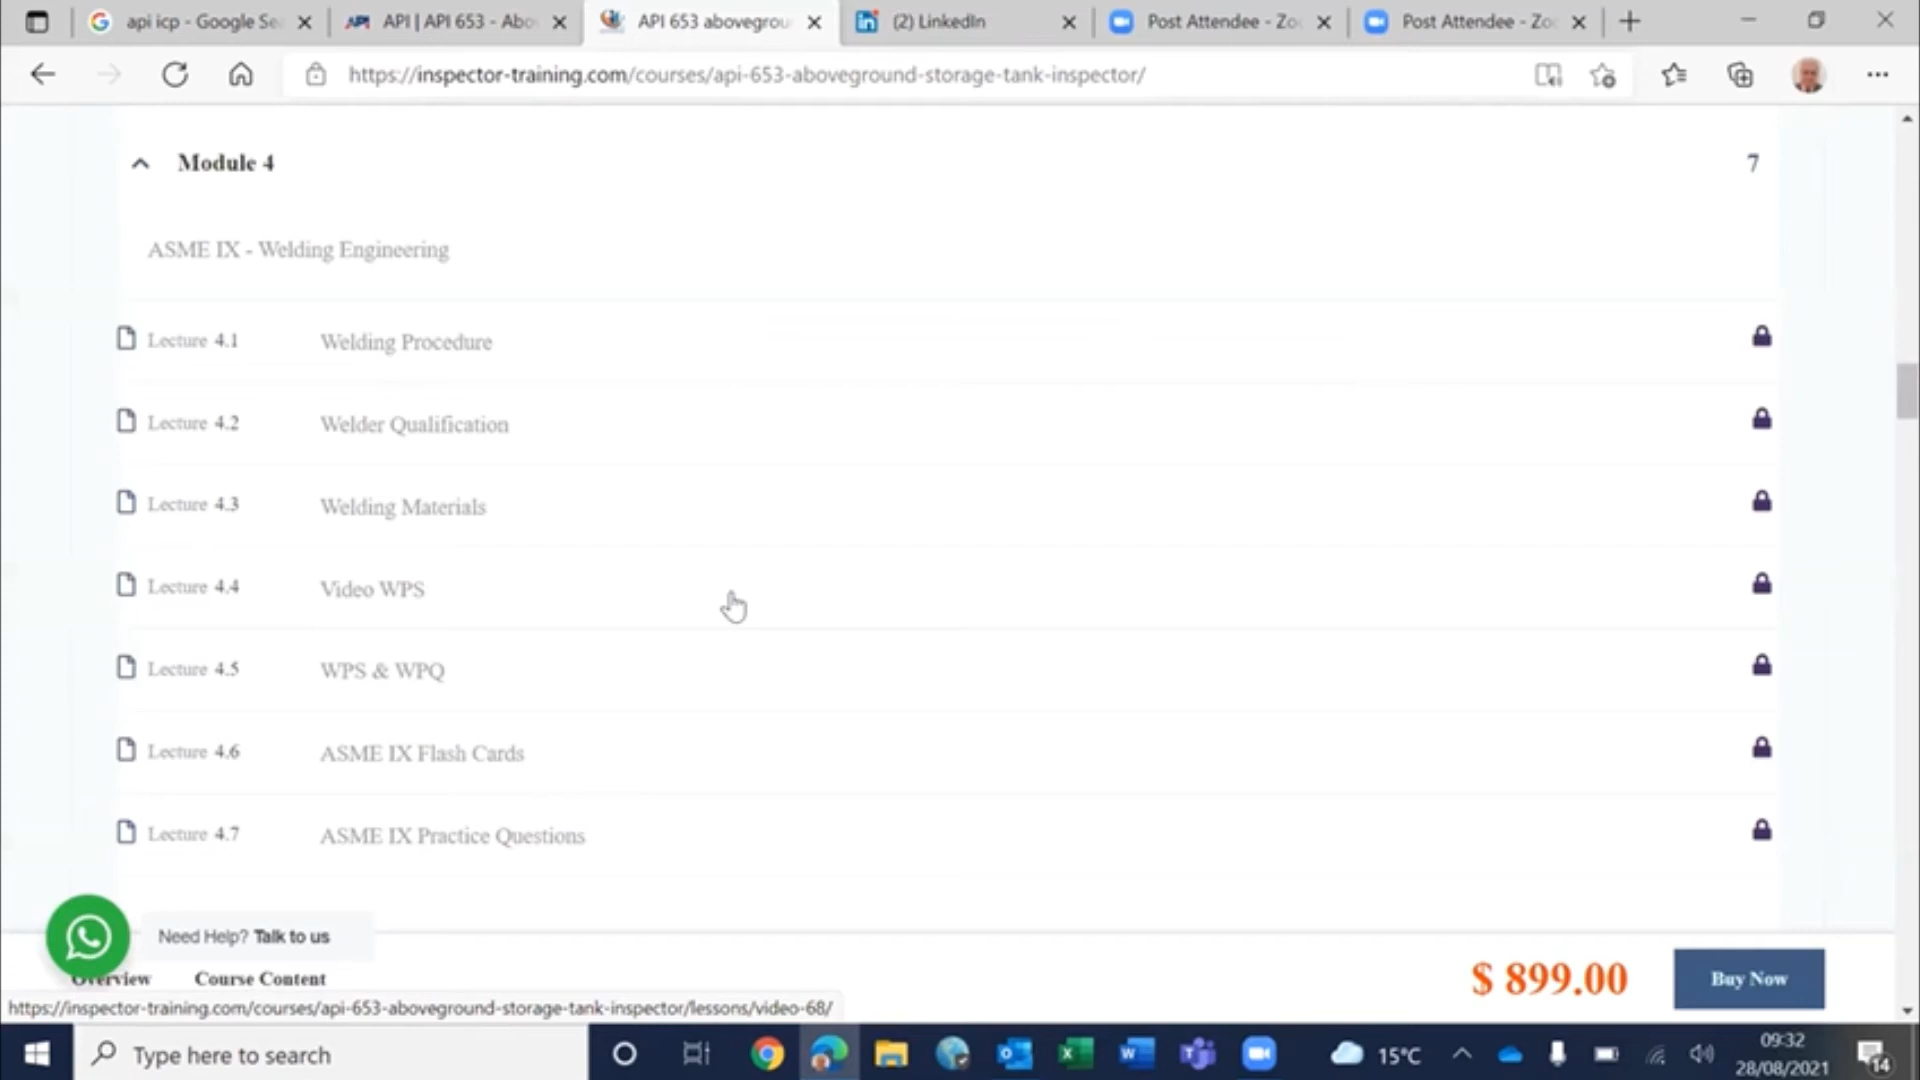 api icp - Google Se
API API | API 653 - Abo
API 653 abovegrou
in (2) LinkedIn
Post Attendee - Zo
Post Attendee - Zo
https://inspector-training.com/courses/api-653-aboveground-storage-tank-inspector/
Module 4 7
ASME IX - Welding Engineering
Lecture 4.1 Welding Procedure
Lecture 4.2 Welder Qualification
Lecture 4.3 Welding Materials
Lecture 4.4 Video WPS
Lecture 4.5 WPS & WPQ
Lecture 4.6 ASME IX Flash Cards
Lecture 4.7 ASME IX Practice Questions
Need Help? Talk to us
Overview Course Content $ 899.00 Buy Now
https://inspector-training.com/courses/api-653-aboveground-storage-tank-inspector/lessons/video-68/
Type here to search
15°C
09:32
28/08/2021
14